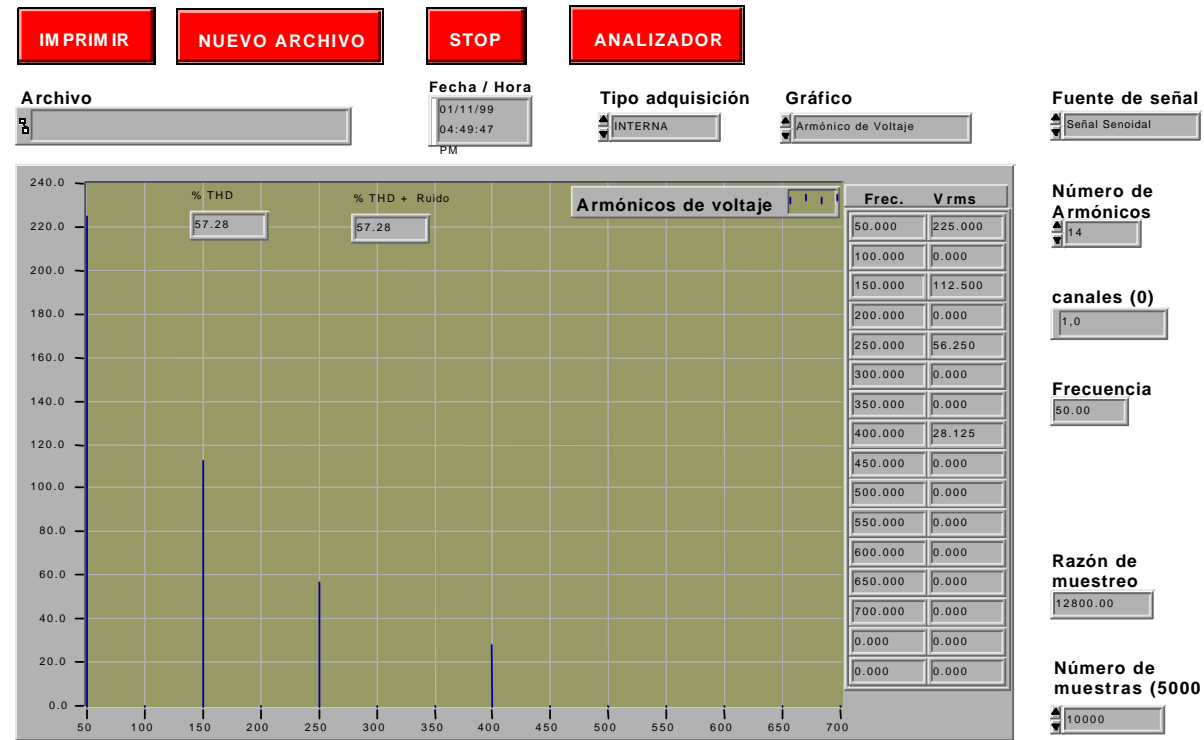 IMPRIMIR
NUEVO ARCHIVO
STOP
ANALIZADOR
Archivo
Fecha / Hora
01/11/99
04:49:47
PM
Tipo adquisición
INTERNA
Gráfico
Armónico de Voltaje
Fuente de señal
Señal Senoidal
% THD
57.28
% THD + Ruido
57.28
Armónicos de voltaje
240.0
220.0
200.0
180.0
160.0
140.0
120.0
100.0
80.0
60.0
40.0
20.0
0.0
50 100 150 200 250 300 350 400 450 500 550 600 650 700
Frec. Vrms
50.000 225.000
100.000 0.000
150.000 112.500
200.000 0.000
250.000 56.250
300.000 0.000
350.000 0.000
400.000 28.125
450.000 0.000
500.000 0.000
550.000 0.000
600.000 0.000
650.000 0.000
700.000 0.000
0.000 0.000
0.000 0.000
Número de
Armónicos
14
canales (0)
1,0
Frecuencia
50.00
Razón de
muestreo
12800.00
Número de
muestras (5000
10000